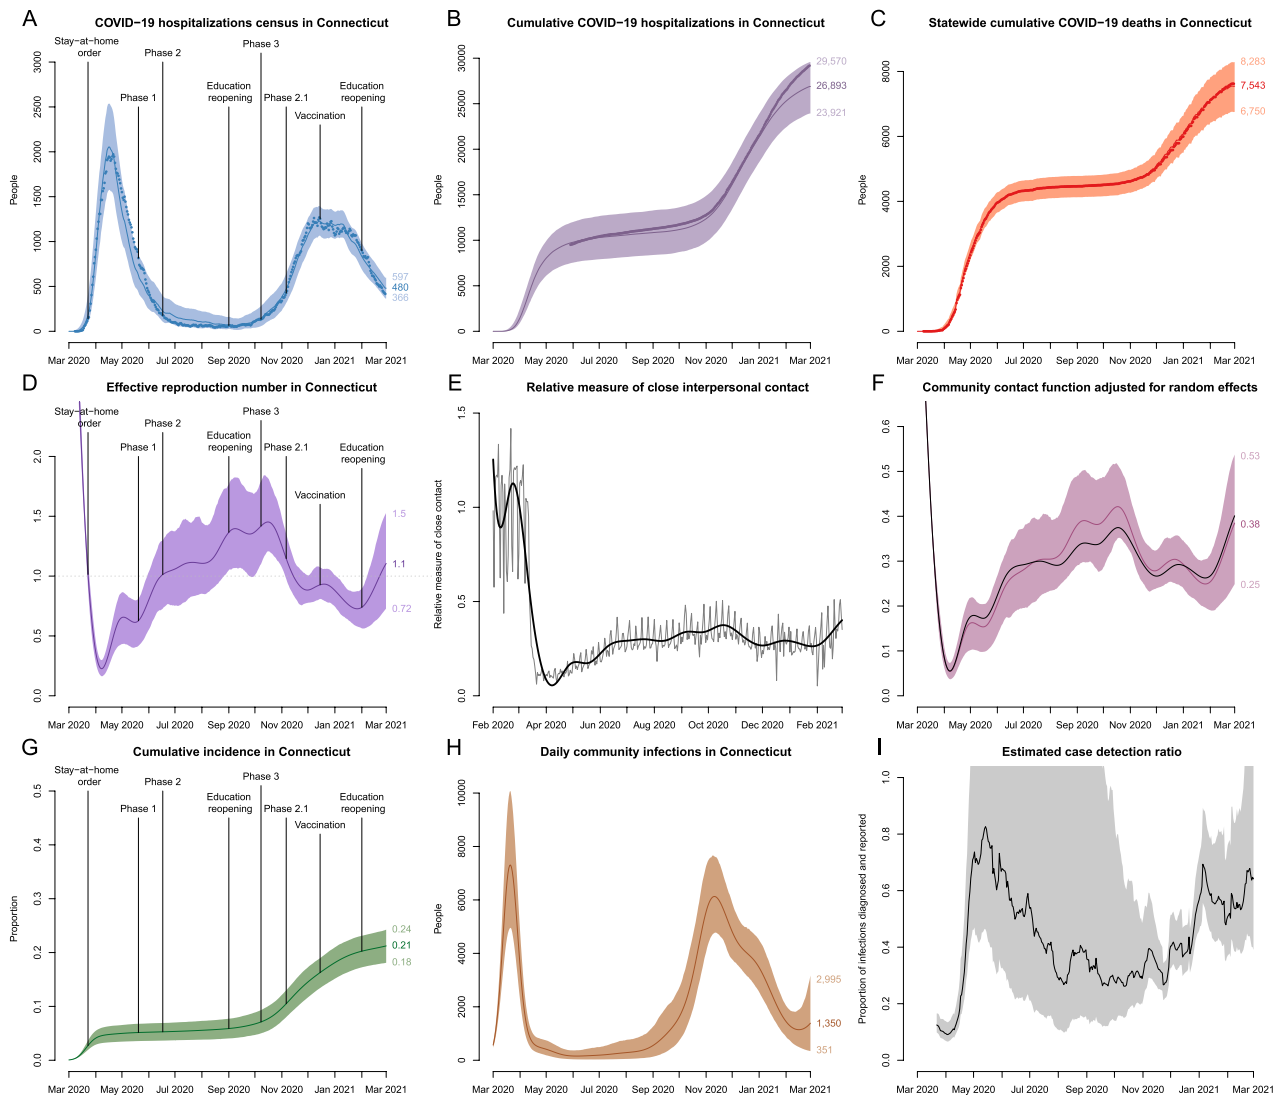 A
COVID−19 hospitalizations census in Connecticut
Stay−at−home
order
Phase 1
Phase 2
Education
reopening
Phase 3
Phase 2.1
Vaccination
Education
reopening
People
3000
2500
2000
1500
1000
500
0
597
480
366
Mar 2020 May 2020 Jul 2020 Sep 2020 Nov 2020 Jan 2021 Mar 2021
B
Cumulative COVID−19 hospitalizations in Connecticut
People
30000
25000
20000
15000
10000
5000
0
29,570
26,893
23,921
Mar 2020 May 2020 Jul 2020 Sep 2020 Nov 2020 Jan 2021 Mar 2021
C
Statewide cumulative COVID−19 deaths in Connecticut
People
8000
6000
4000
2000
0
8,283
7,543
6,750
Mar 2020 May 2020 Jul 2020 Sep 2020 Nov 2020 Jan 2021 Mar 2021
D
Effective reproduction number in Connecticut
Stay−at−home
order
Phase 1
Phase 2
Education
reopening
Phase 3
Phase 2.1
Vaccination
Education
reopening
2.0
1.5
1.0
0.5
0.0
1.5
1.1
0.72
Mar 2020 May 2020 Jul 2020 Sep 2020 Nov 2020 Jan 2021 Mar 2021
E
Relative measure of close interpersonal contact
Relative measure of close contact
1.5
1.0
0.5
0.0
Feb 2020 Apr 2020 Jun 2020 Aug 2020 Oct 2020 Dec 2020 Feb 2021
F
Community contact function adjusted for random effects
0.6
0.5
0.4
0.3
0.2
0.1
0.0
0.53
0.38
0.25
Mar 2020 May 2020 Jul 2020 Sep 2020 Nov 2020 Jan 2021 Mar 2021
G
Cumulative incidence in Connecticut
Stay−at−home
order
Phase 1
Phase 2
Education
reopening
Phase 3
Phase 2.1
Vaccination
Education
reopening
Proportion
0.5
0.4
0.3
0.2
0.1
0.0
0.24
0.21
0.18
Mar 2020 May 2020 Jul 2020 Sep 2020 Nov 2020 Jan 2021 Mar 2021
H
Daily community infections in Connecticut
People
10000
8000
6000
4000
2000
0
2,995
1,350
351
Mar 2020 May 2020 Jul 2020 Sep 2020 Nov 2020 Jan 2021 Mar 2021
I
Estimated case detection ratio
Proportion of infections diagnosed and reported
1.0
0.8
0.6
0.4
0.2
Mar 2020 May 2020 Jul 2020 Sep 2020 Nov 2020 Jan 2021 Mar 2021